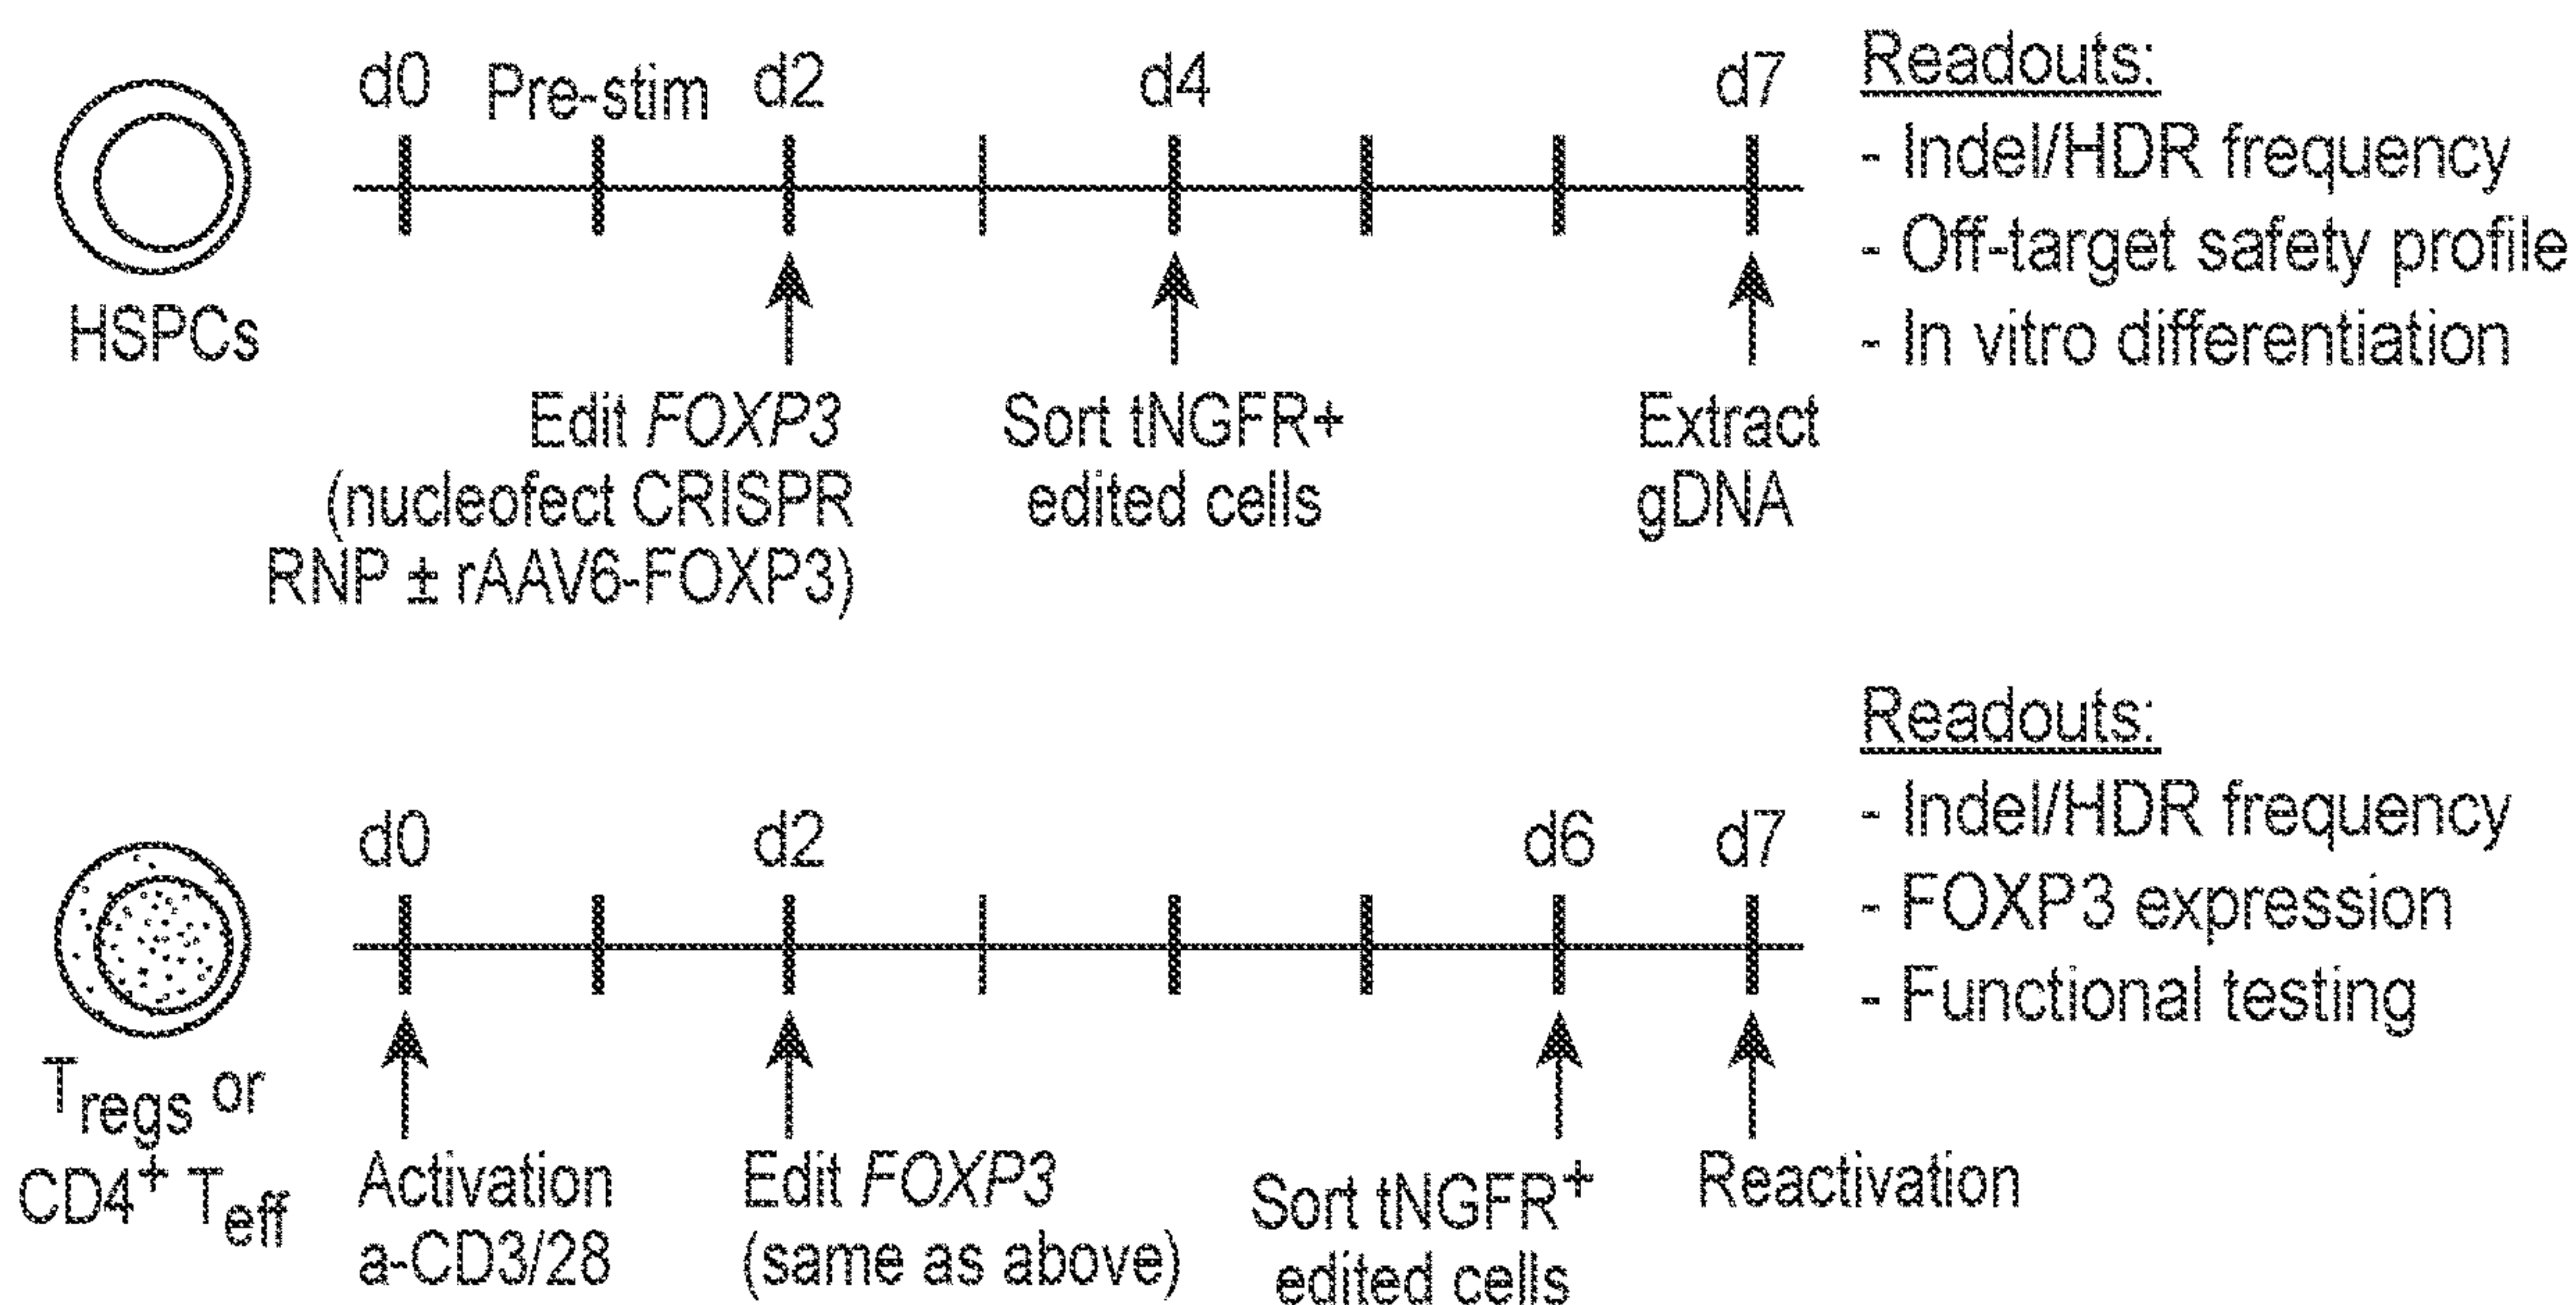 d0 Pre-stim d2 d4 d7
HSPCs
Edit FOXP3
(nucleofect CRISPR
RNP ± rAAV6-FOXP3)
Sort tNGFR+
edited cells
Extract
gDNA
Readouts:
- Indel/HDR frequency
- Off-target safety profile
- In vitro differentiation
d0 d2 d6 d7
Tregs or
CD4+ Teff
Activation
a-CD3/28
Edit FOXP3
(same as above)
Sort tNGFR+
edited cells
Reactivation
Readouts:
- Indel/HDR frequency
- FOXP3 expression
- Functional testing